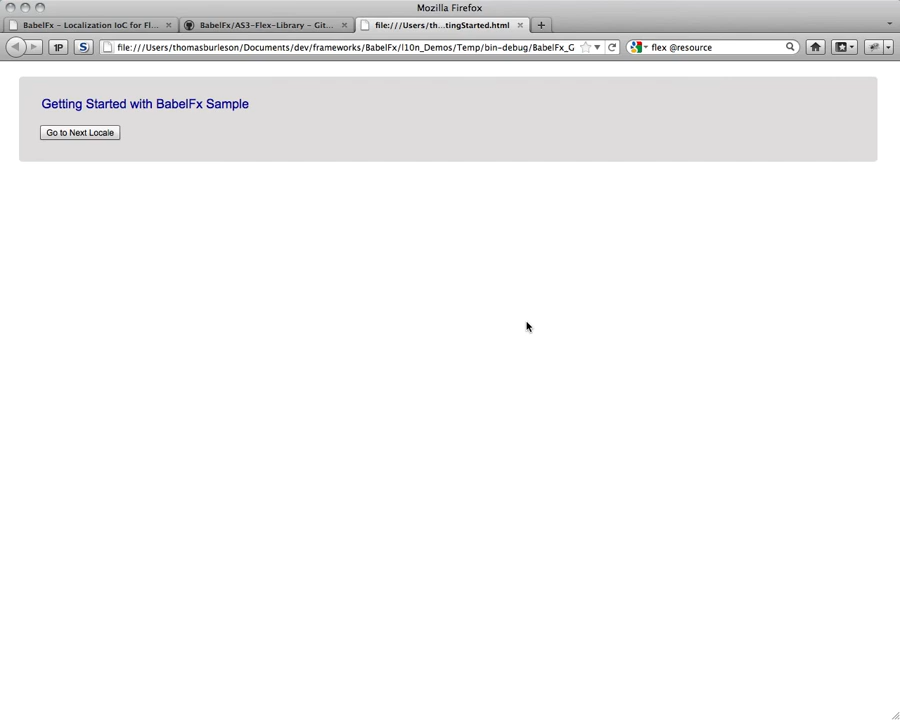 Mozilla Firefox
BabelFx - Localization IoC for Fl...
BabelFx/AS3-Flex-Library - Git...
file:///Users/th...tingStarted.html
1P
file:///Users/thomasburleson/Documents/dev/frameworks/BabelFx/l10n_Demos/Temp/bin-debug/BabelFx_G
flex @resource
Getting Started with BabelFx Sample
Go to Next Locale